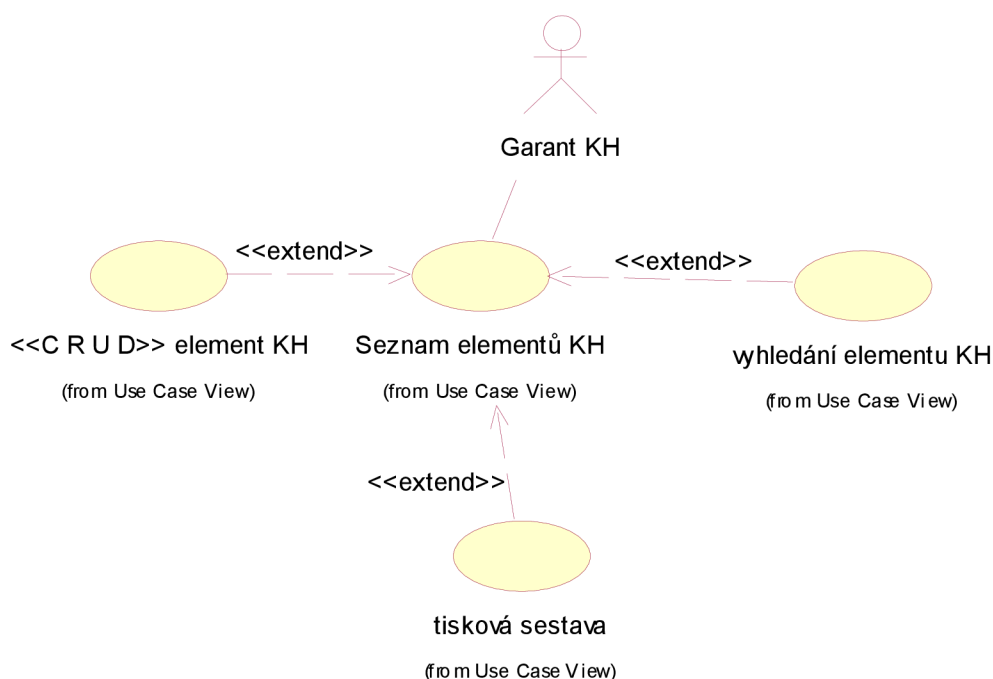 Garant KH
<<extend>>
<<extend>>
<<C R U D>> element KH
(from Use Case View)
Seznam elementů KH
(from Use Case View)
vyhledání elementu KH
(from Use Case View)
<<extend>>
tisková sestava
(from Use Case View)